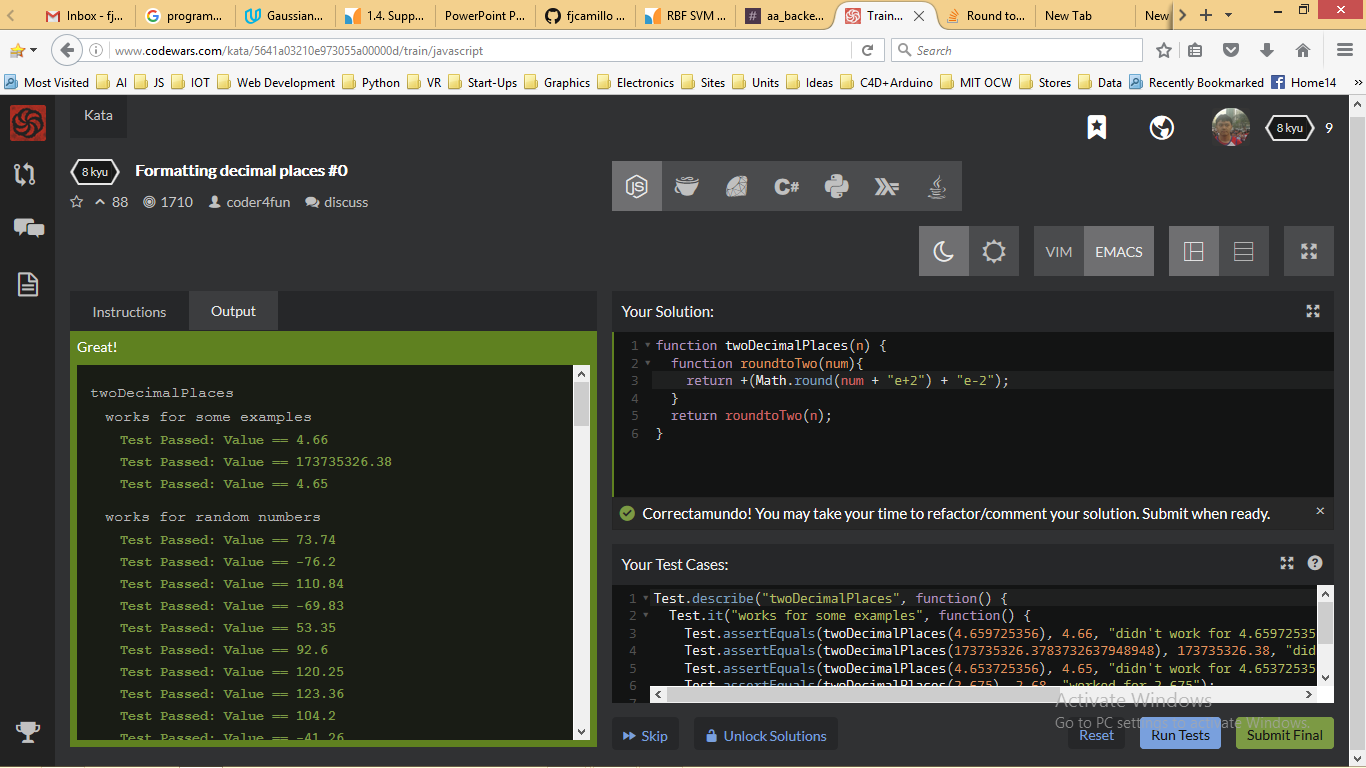 Inbox - fj... program... Gaussian... 1.4. Supp... PowerPoint P... fjcamillo ... RBF SVM ... aa_backe... Train... Round to... New Tab New
www.codewars.com/kata/5641a03210e973055a00000d/train/javascript Search
Most Visited AI JS IOT Web Development Python VR Start-Ups Graphics Electronics Sites Units Ideas C4D+Arduino MIT OCW Stores Data Recently Bookmarked Home14 »
Kata
8 kyu 9
8 kyu Formatting decimal places #0
88 1710 coder4fun discuss
JS C#
VIM EMACS
Instructions Output
Great!
twoDecimalPlaces
works for some examples
Test Passed: Value == 4.66
Test Passed: Value == 173735326.38
Test Passed: Value == 4.65
works for random numbers
Test Passed: Value == 73.74
Test Passed: Value == -76.2
Test Passed: Value == 110.84
Test Passed: Value == -69.83
Test Passed: Value == 53.35
Test Passed: Value == 92.6
Test Passed: Value == 120.25
Test Passed: Value == 123.36
Test Passed: Value == 104.2
Test Passed: Value == -41.26
Your Solution:
1 function twoDecimalPlaces(n) {
2 function roundtoTwo(num){
3 return +(Math.round(num + "e+2") + "e-2");
4 }
5 return roundtoTwo(n);
6 }
Correctamundo! You may take your time to refactor/comment your solution. Submit when ready. ×
Your Test Cases:
1 Test.describe("twoDecimalPlaces", function() {
2 Test.it("works for some examples", function() {
3 Test.assertEquals(twoDecimalPlaces(4.659725356), 4.66, "didn't work for 4.65972535
4 Test.assertEquals(twoDecimalPlaces(173735326.3783732637948948), 173735326.38, "did
5 Test.assertEquals(twoDecimalPlaces(4.653725356), 4.65, "didn't work for 4.65372535
6 Test.assertEquals(twoDecimalPlaces(2.675), 2.68, "worked for 2.675");
Activate Windows
Go to PC settings to activate Windows.
Skip Unlock Solutions Reset Run Tests Submit Final